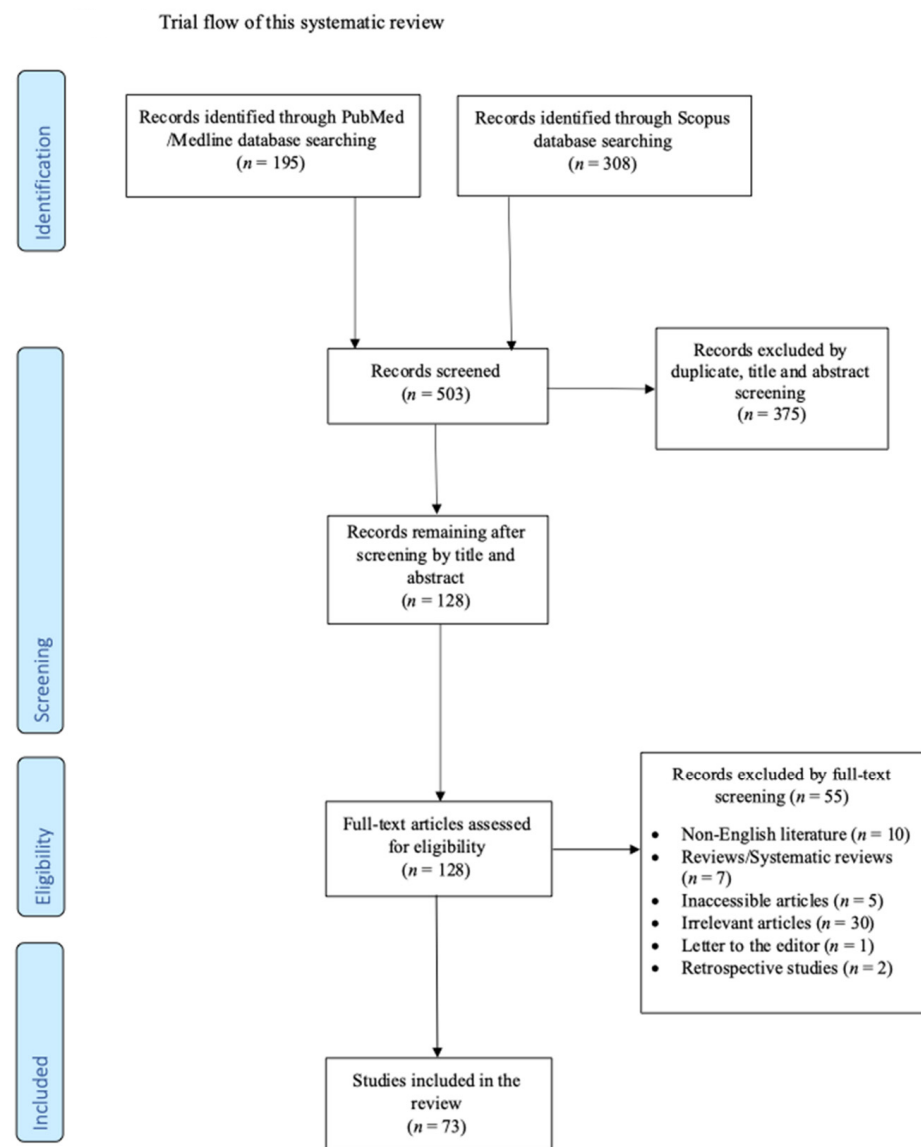 Trial flow of this systematic review
Identification
Records identified through PubMed
/Medline database searching
(n = 195)
Records identified through Scopus
database searching
(n = 308)
Screening
Records screened
(n = 503)
Records excluded by
duplicate, title and abstract
screening
(n = 375)
Records remaining after
screening by title and
abstract
(n = 128)
Eligibility
Full-text articles assessed
for eligibility
(n = 128)
Records excluded by full-text
screening (n = 55)
• Non-English literature (n = 10)
• Reviews/Systematic reviews
(n = 7)
• Inaccessible articles (n = 5)
• Irrelevant articles (n = 30)
• Letter to the editor (n = 1)
• Retrospective studies (n = 2)
Included
Studies included in the
review
(n = 73)